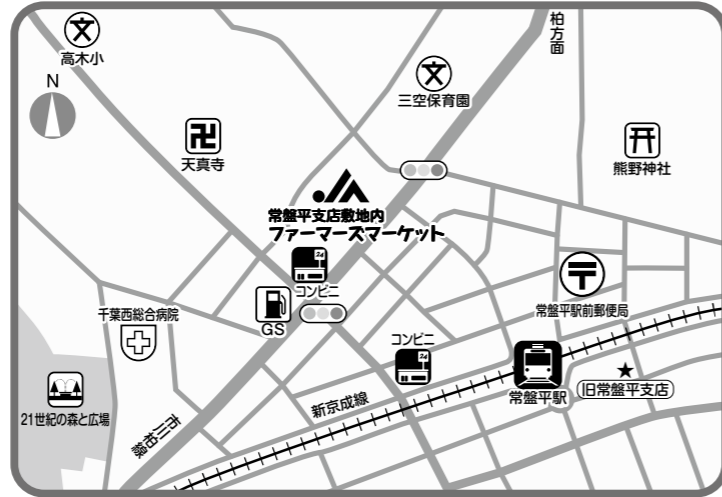 高木小
N
柏方面
三空保育園
天真寺
熊野神社
JA
常盤平支店敷地内
ファーマーズマーケット
24
コンビニ
GS
千葉西総合病院
常盤平駅前郵便局
コンビニ
24
常盤平駅
旧常盤平支店
新京成線
21世紀の森と広場
市川柏線